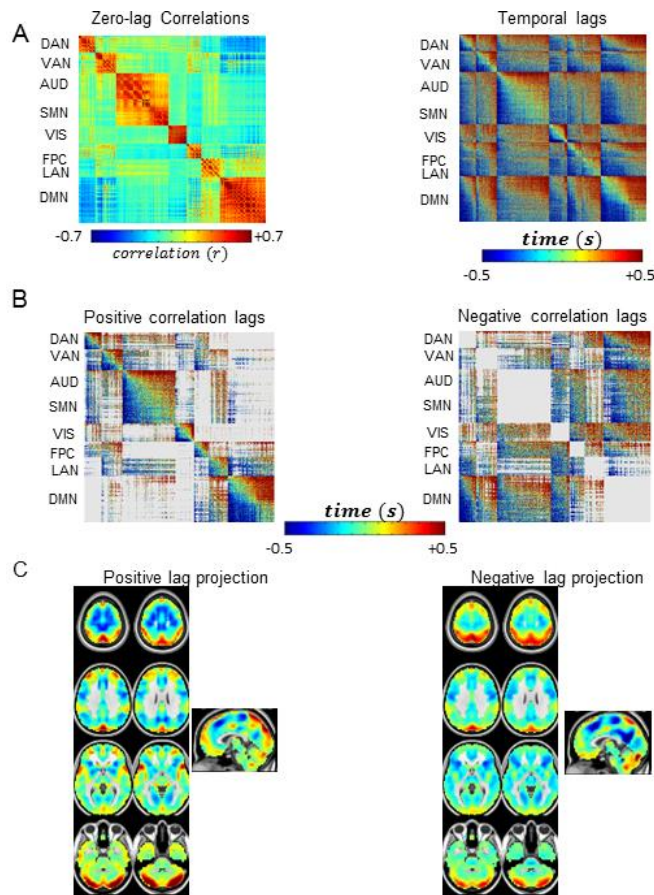 A
Zero-lag Correlations
DAN
VAN
AUD
SMN
VIS
FPC
LAN
DMN
-0.7
+0.7
correlation (r)
Temporal lags
DAN
VAN
AUD
SMN
VIS
FPC
LAN
DMN
time (s)
-0.5
+0.5
B
Positive correlation lags
DAN
VAN
AUD
SMN
VIS
FPC
LAN
DMN
Negative correlation lags
DAN
VAN
AUD
SMN
VIS
FPC
LAN
DMN
time (s)
-0.5
+0.5
C
Positive lag projection
Negative lag projection